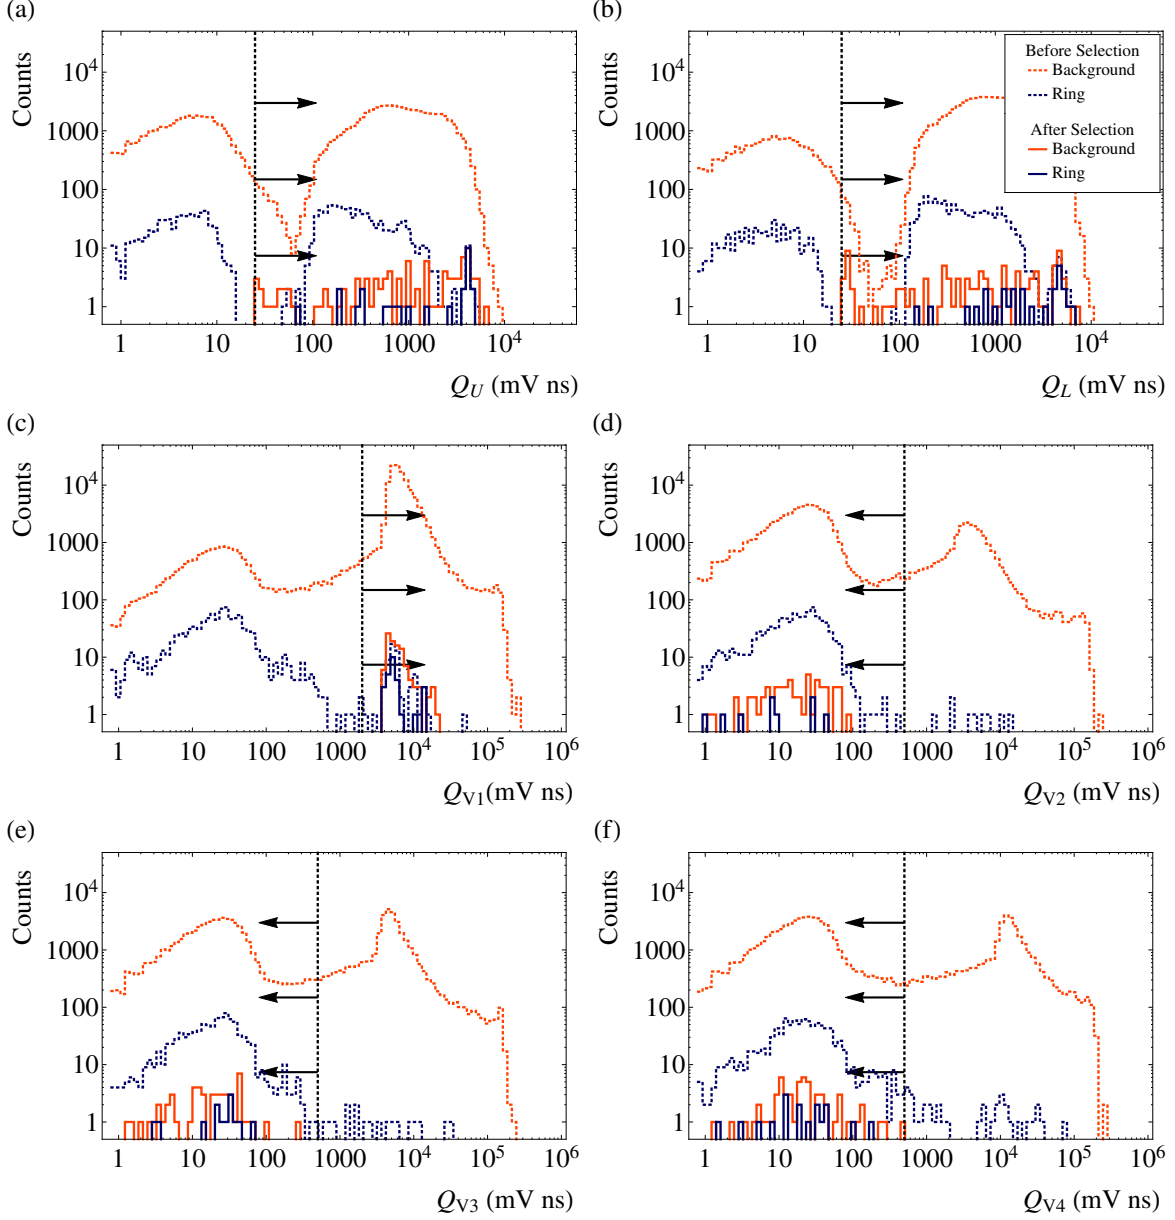 (a)
Counts
10^4
1000
100
10
1
1 10 100 1000 10^4
Q_U (mV ns)
(b)
Counts
10^4
1000
100
10
1
1 10 100 1000 10^4
Q_L (mV ns)
Before Selection
Background
Ring
After Selection
Background
Ring
(c)
Counts
10^4
1000
100
10
1
1 10 100 1000 10^4 10^5 10^6
Q_V1(mV ns)
(d)
Counts
10^4
1000
100
10
1
1 10 100 1000 10^4 10^5 10^6
Q_V2 (mV ns)
(e)
Counts
10^4
1000
100
10
1
1 10 100 1000 10^4 10^5 10^6
Q_V3 (mV ns)
(f)
Counts
10^4
1000
100
10
1
1 10 100 1000 10^4 10^5 10^6
Q_V4 (mV ns)